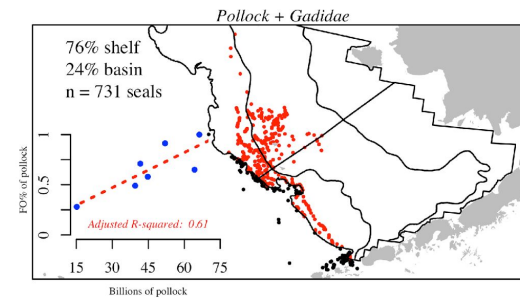 Pollock + Gadidae
76% shelf
24% basin
n = 731 seals
FO% of pollock
1
0.5
0
Adjusted R-squared: 0.61
15 30 45 60 75
Billions of pollock